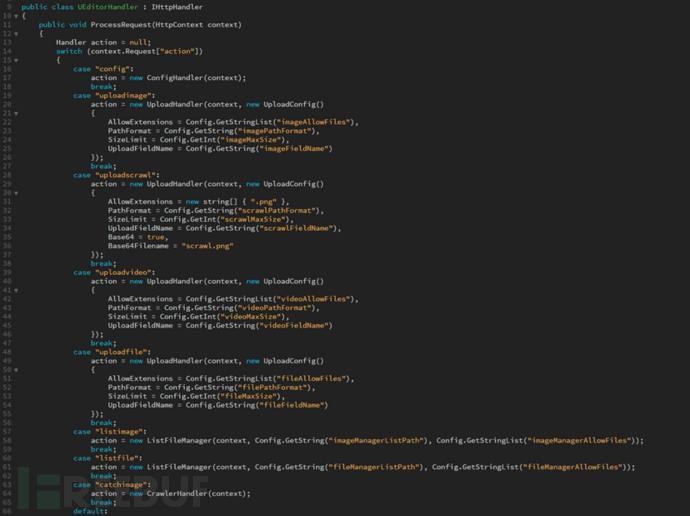 9 public class UEditorHandler : IHttpHandler
10 {
11 public void ProcessRequest(HttpContext context)
12 {
13 Handler action = null;
14 switch (context.Request["action"])
15 {
16 case "config":
17 action = new ConfigHandler(context);
18 break;
19 case "uploadimage":
20 action = new UploadHandler(context, new UploadConfig()
21 {
22 AllowExtensions = Config.GetStringList("imageAllowFiles"),
23 PathFormat = Config.GetString("imagePathFormat"),
24 SizeLimit = Config.GetInt("imageMaxSize"),
25 UploadFieldName = Config.GetString("imageFieldName")
26 });
27 break;
28 case "uploadscrawl":
29 action = new UploadHandler(context, new UploadConfig()
30 {
31 AllowExtensions = new string[] { ".png" },
32 PathFormat = Config.GetString("scrawlPathFormat"),
33 SizeLimit = Config.GetInt("scrawlMaxSize"),
34 UploadFieldName = Config.GetString("scrawlFieldName"),
35 Base64 = true,
36 Base64Filename = "scrawl.png"
37 });
38 break;
39 case "uploadvideo":
40 action = new UploadHandler(context, new UploadConfig()
41 {
42 AllowExtensions = Config.GetStringList("videoAllowFiles"),
43 PathFormat = Config.GetString("videoPathFormat"),
44 SizeLimit = Config.GetInt("videoMaxSize"),
45 UploadFieldName = Config.GetString("videoFieldName")
46 });
47 break;
48 case "uploadfile":
49 action = new UploadHandler(context, new UploadConfig()
50 {
51 AllowExtensions = Config.GetStringList("fileAllowFiles"),
52 PathFormat = Config.GetString("filePathFormat"),
53 SizeLimit = Config.GetInt("fileMaxSize"),
54 UploadFieldName = Config.GetString("fileFieldName")
55 });
56 break;
57 case "listimage":
58 action = new ListFileManager(context, Config.GetString("imageManagerListPath"), Config.GetStringList("imageManagerAllowFiles"));
59 break;
60 case "listfile":
61 action = new ListFileManager(context, Config.GetString("fileManagerListPath"), Config.GetStringList("fileManagerAllowFiles"));
62 break;
63 case "catchimage":
64 action = new CrawlerHandler(context);
65 break;
66 default:
FREEBUF